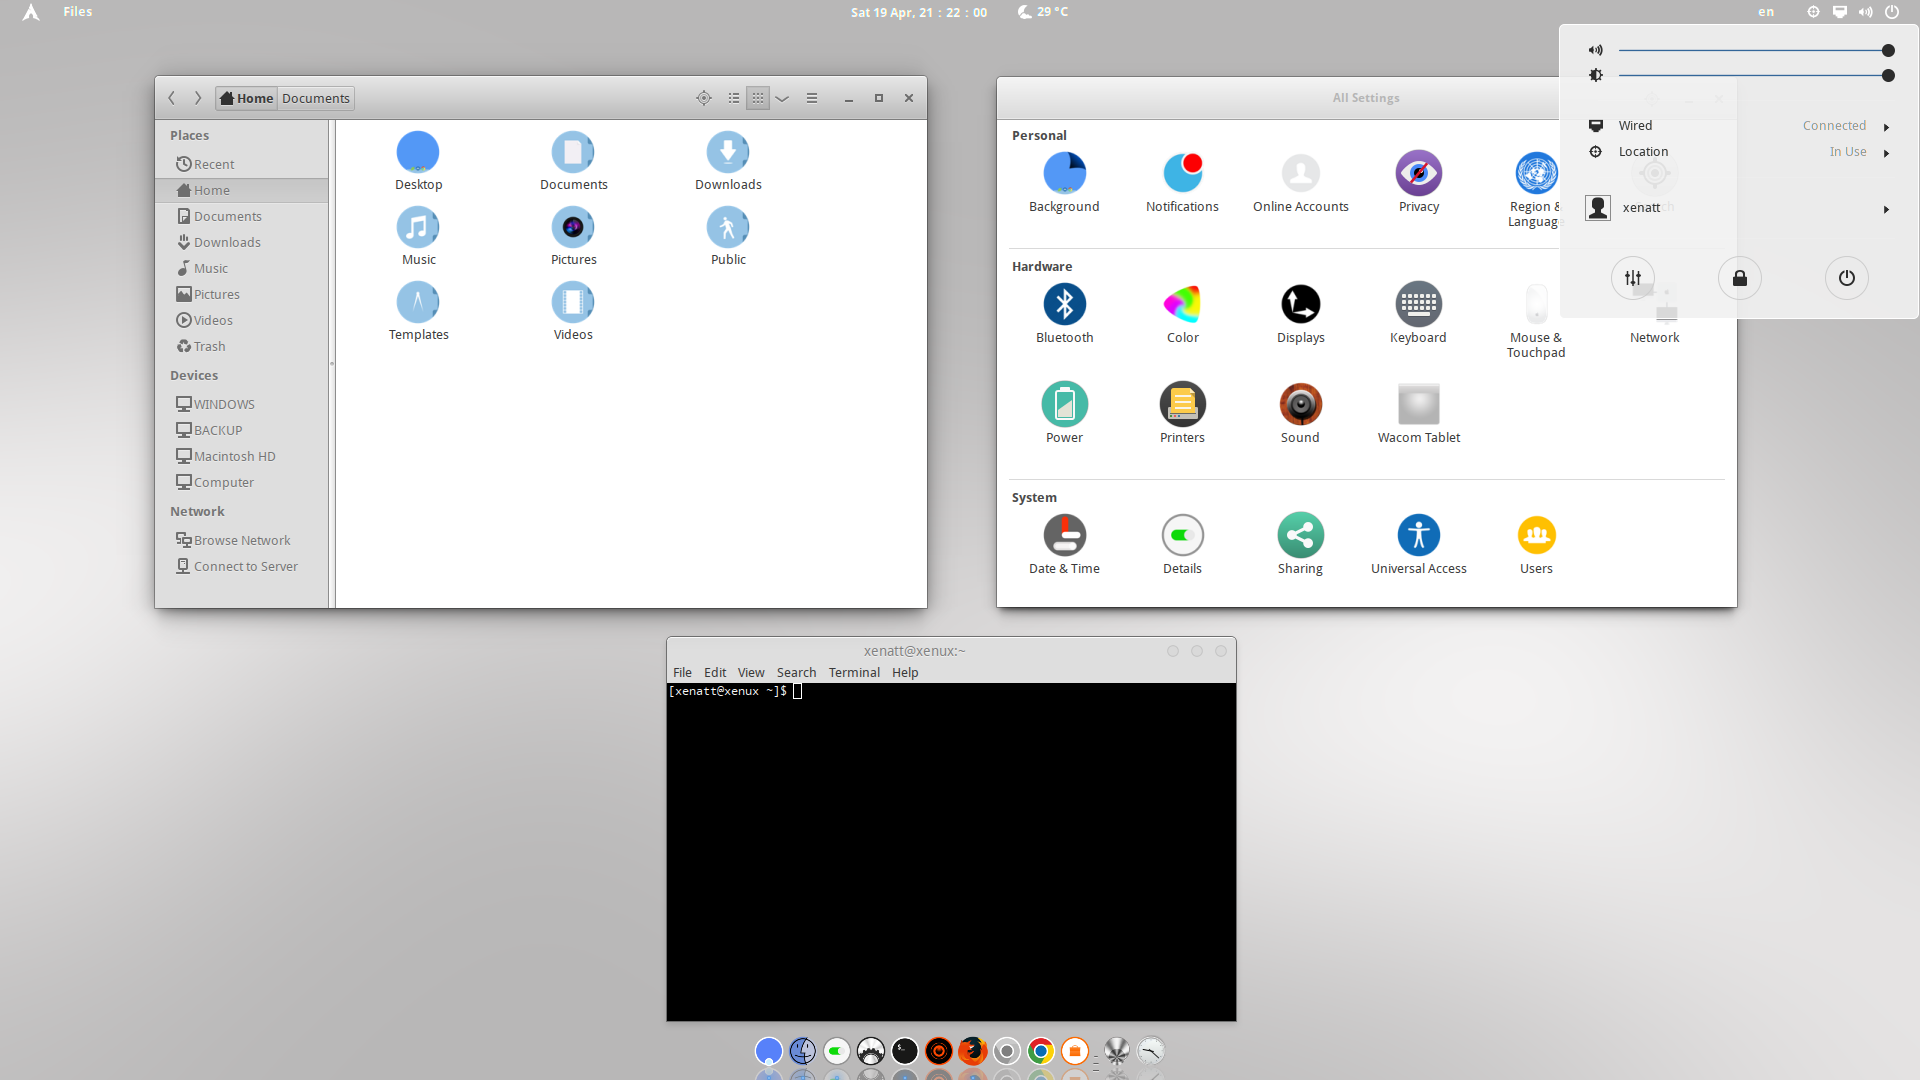 Files
Sat 19 Apr, 21 : 22 : 00
29 °C
en
Home
Documents
Places
Recent
Home
Documents
Downloads
Music
Pictures
Videos
Trash
Devices
WINDOWS
BACKUP
Macintosh HD
Computer
Network
Browse Network
Connect to Server
Desktop
Documents
Downloads
Music
Pictures
Public
Templates
Videos
All Settings
Personal
Background
Notifications
Online Accounts
Privacy
Region &
Languag
Hardware
Bluetooth
Color
Displays
Keyboard
Mouse &
Touchpad
Network
Power
Printers
Sound
Wacom Tablet
System
Date & Time
Details
Sharing
Universal Access
Users
Wired
Connected
Location
In Use
xenatt
xenatt@xenux:~
File Edit View Search Terminal Help
[xenatt@xenux ~]$